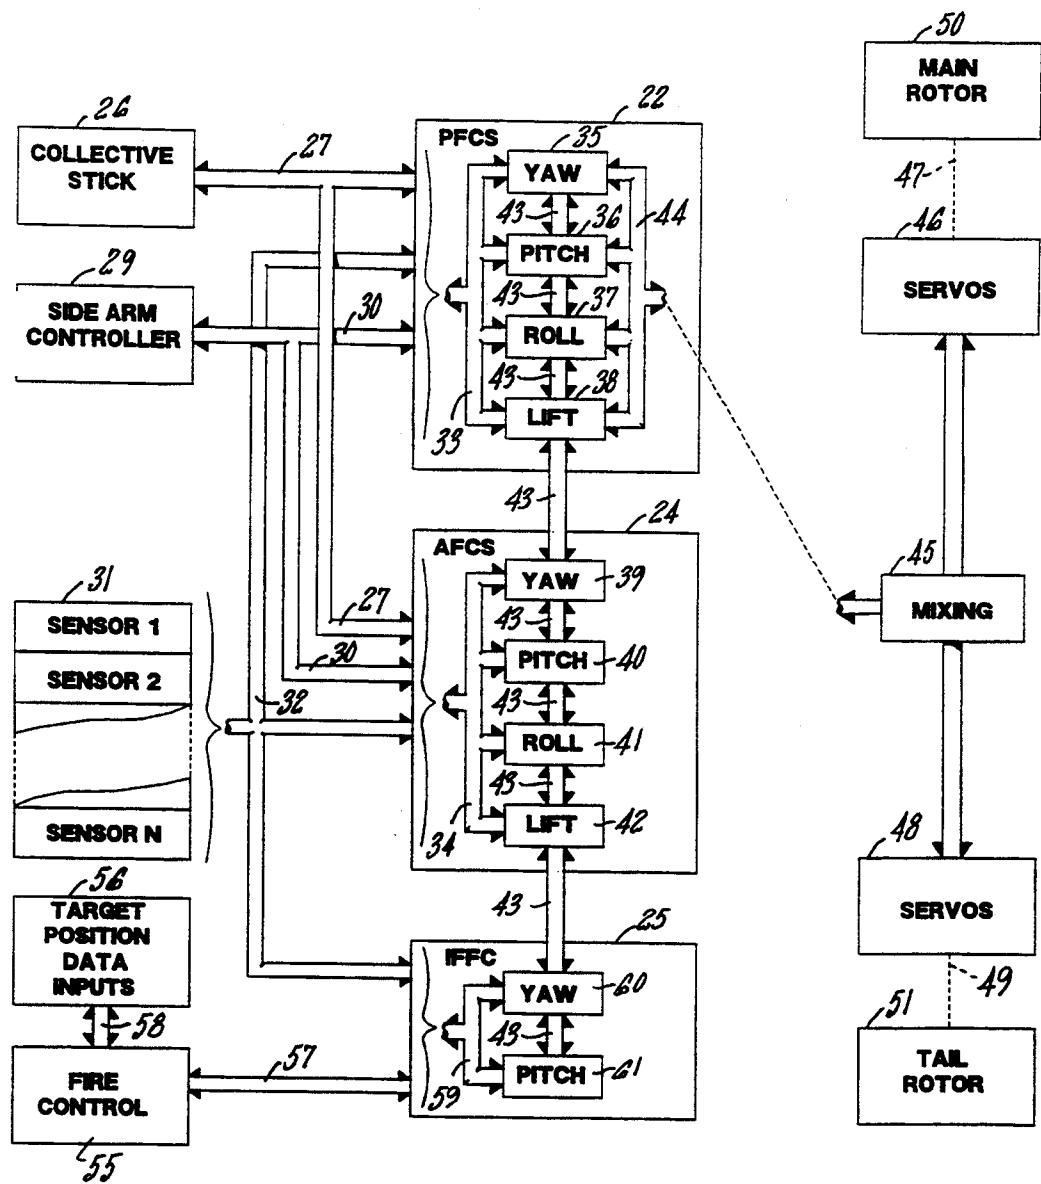 50
MAIN
ROTOR
47
46
SERVOS
26
COLLECTIVE
STICK
27
29
SIDE ARM
CONTROLLER
30
22
PFCS
35
YAW
43
36
44
PITCH
43
37
ROLL
43
38
LIFT
33
43
24
AFCS
YAW
39
43
PITCH
40
43
ROLL
41
43
LIFT
42
34
27
30
32
31
SENSOR 1
SENSOR 2
SENSOR N
45
MIXING
43
25
IFFC
YAW
60
43
PITCH
61
59
56
TARGET
POSITION
DATA
INPUTS
58
57
FIRE
CONTROL
55
48
SERVOS
49
51
TAIL
ROTOR